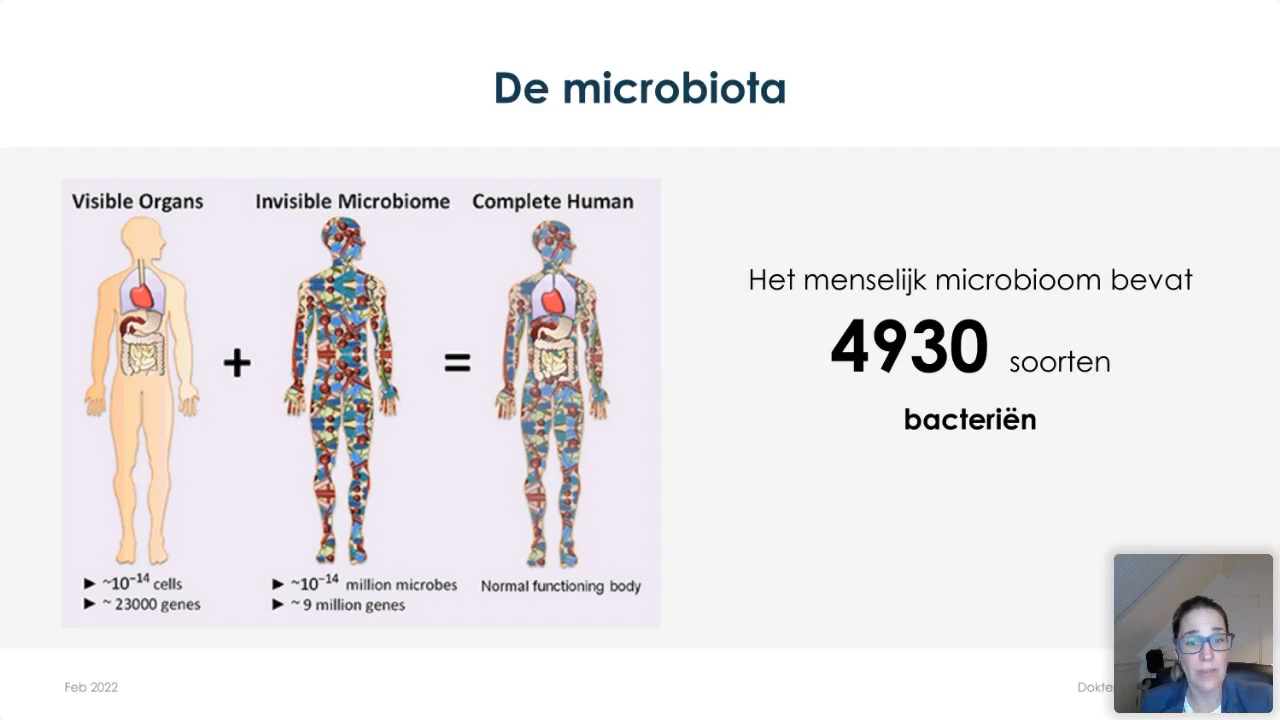 De microbiota
Visible Organs
Invisible Microbiome
Complete Human
+
=
► ~10⁻¹⁴ cells
► ~ 23000 genes
► ~10⁻¹⁴ million microbes
► ~ 9 million genes
Normal functioning body
Het menselijk microbioom bevat
4930 soorten
bacteriën
Feb 2022